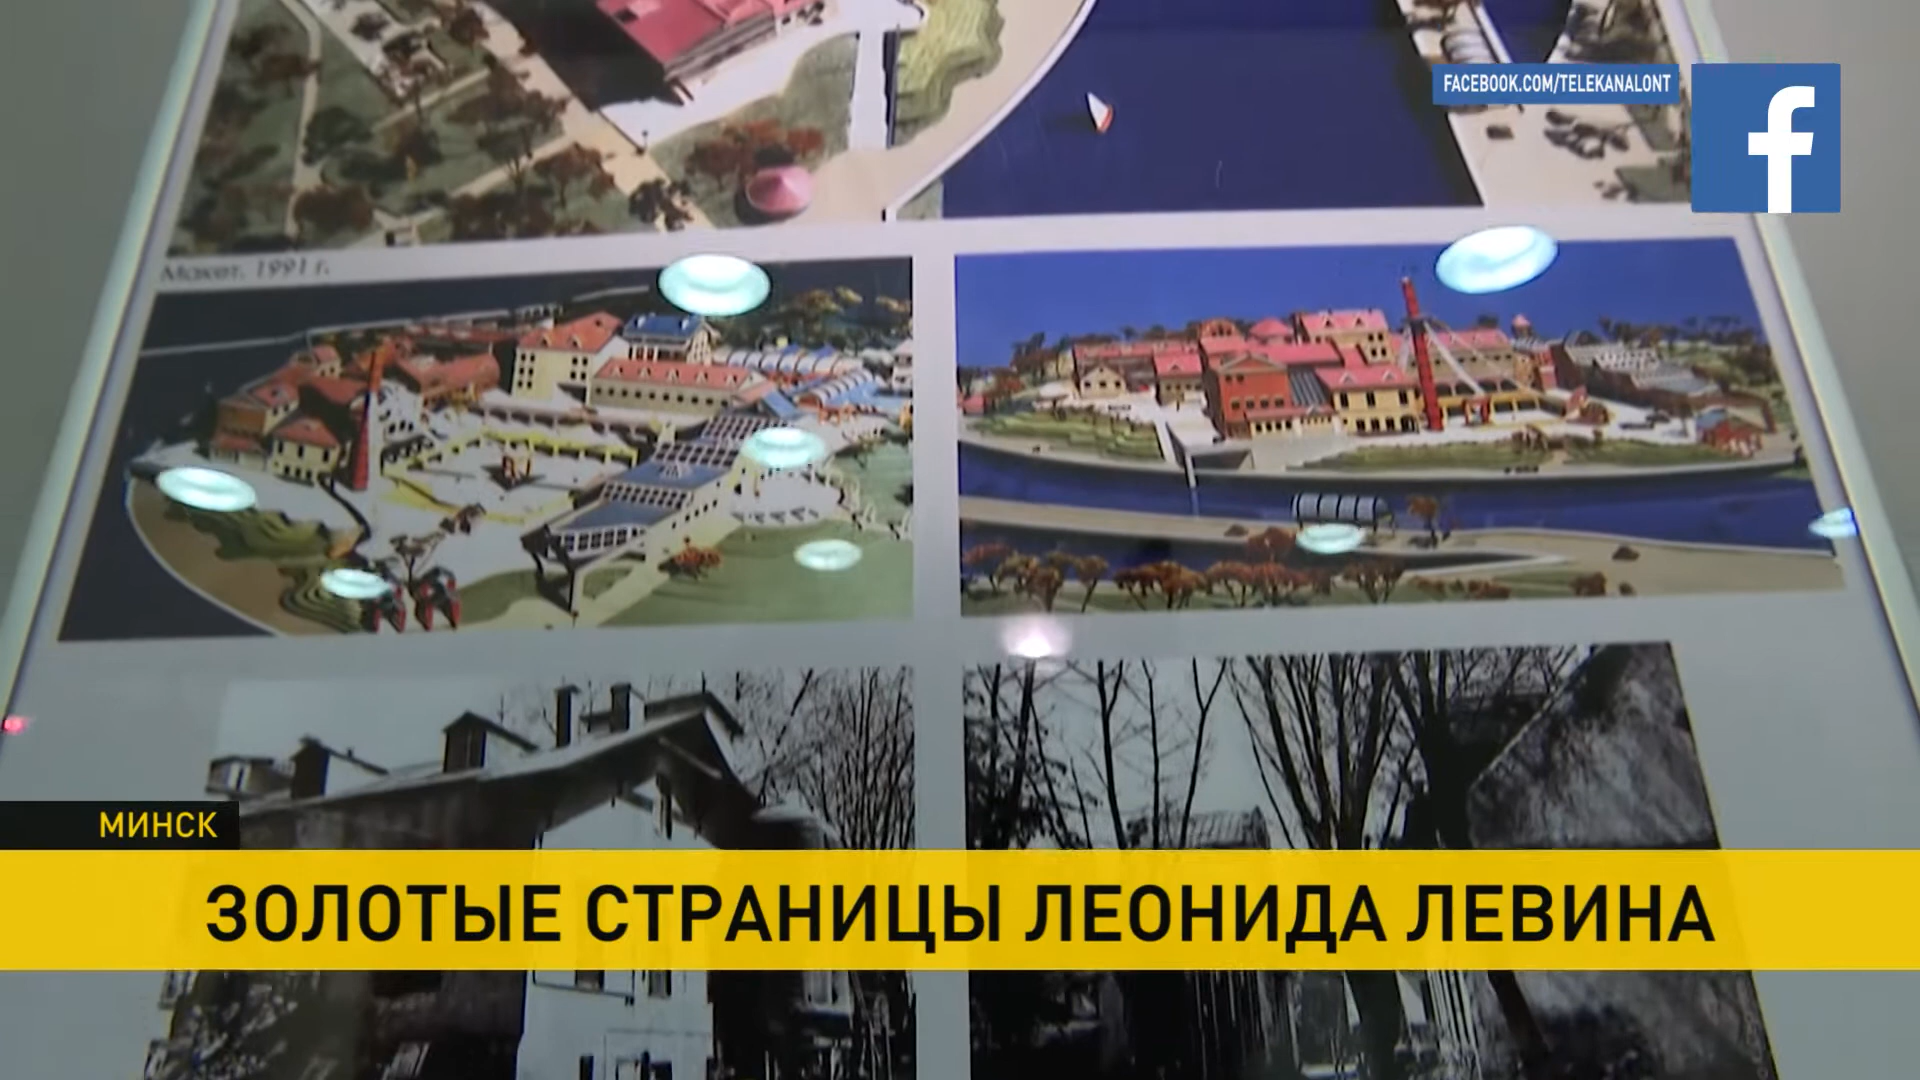 FACEBOOK.COM/TELEKANALONT
f
Макет. 1991 г.
МИНСК
ЗОЛОТЫЕ СТРАНИЦЫ ЛЕОНИДА ЛЕВИНА